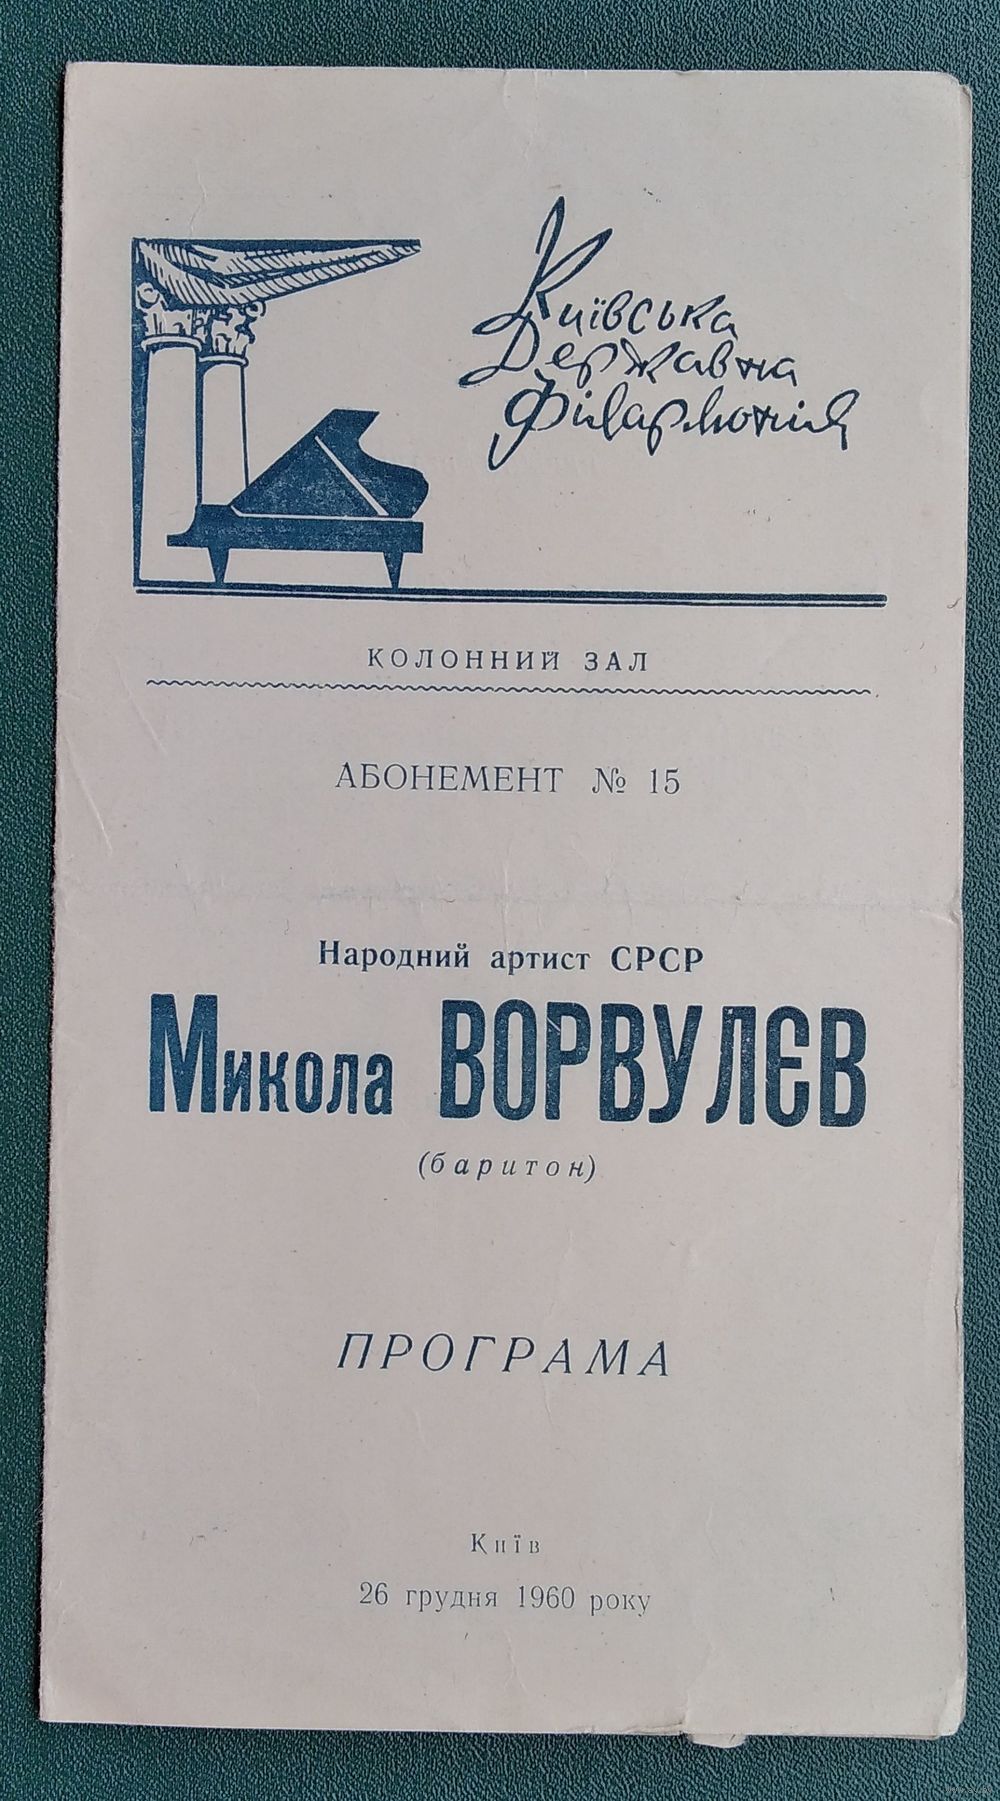 Київська
Державна
Філармонія
КОЛОННИЙ ЗАЛ
АБОНЕМЕНТ № 15
Народний артист СРСР
Микола ВОРВУЛЄВ
(баритон)
ПРОГРАМА
Київ
26 грудня 1960 року